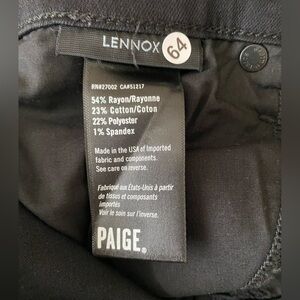 LENNOX
64
RN#27002 CA#51217
54% Rayon/Rayonne
23% Cotton/Coton
22% Polyester
1% Spandex
Made in the USA of Imported
fabric and components.
See care on reverse.
Fabriqué aux États-Unis à partir
de tissus et composants
importés
Voir le soin sur l'inverse.
PAIGE.